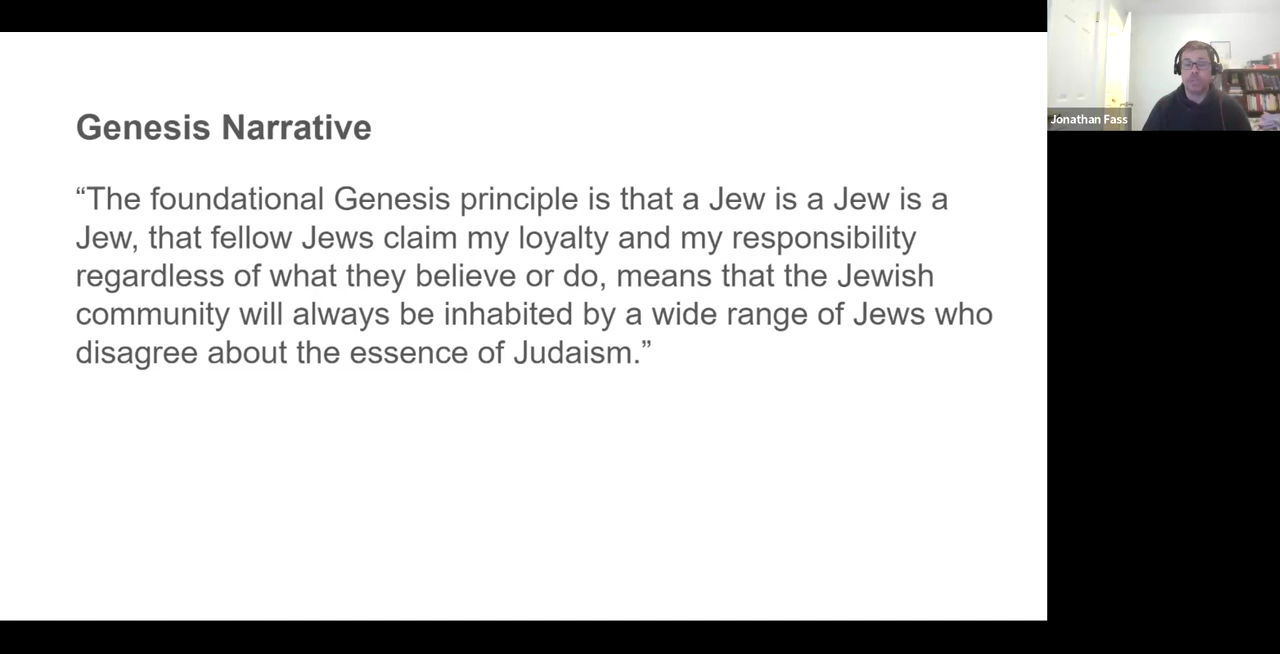 Genesis Narrative
“The foundational Genesis principle is that a Jew is a Jew is a
Jew, that fellow Jews claim my loyalty and my responsibility
regardless of what they believe or do, means that the Jewish
community will always be inhabited by a wide range of Jews who
disagree about the essence of Judaism.”
Jonathan Fass